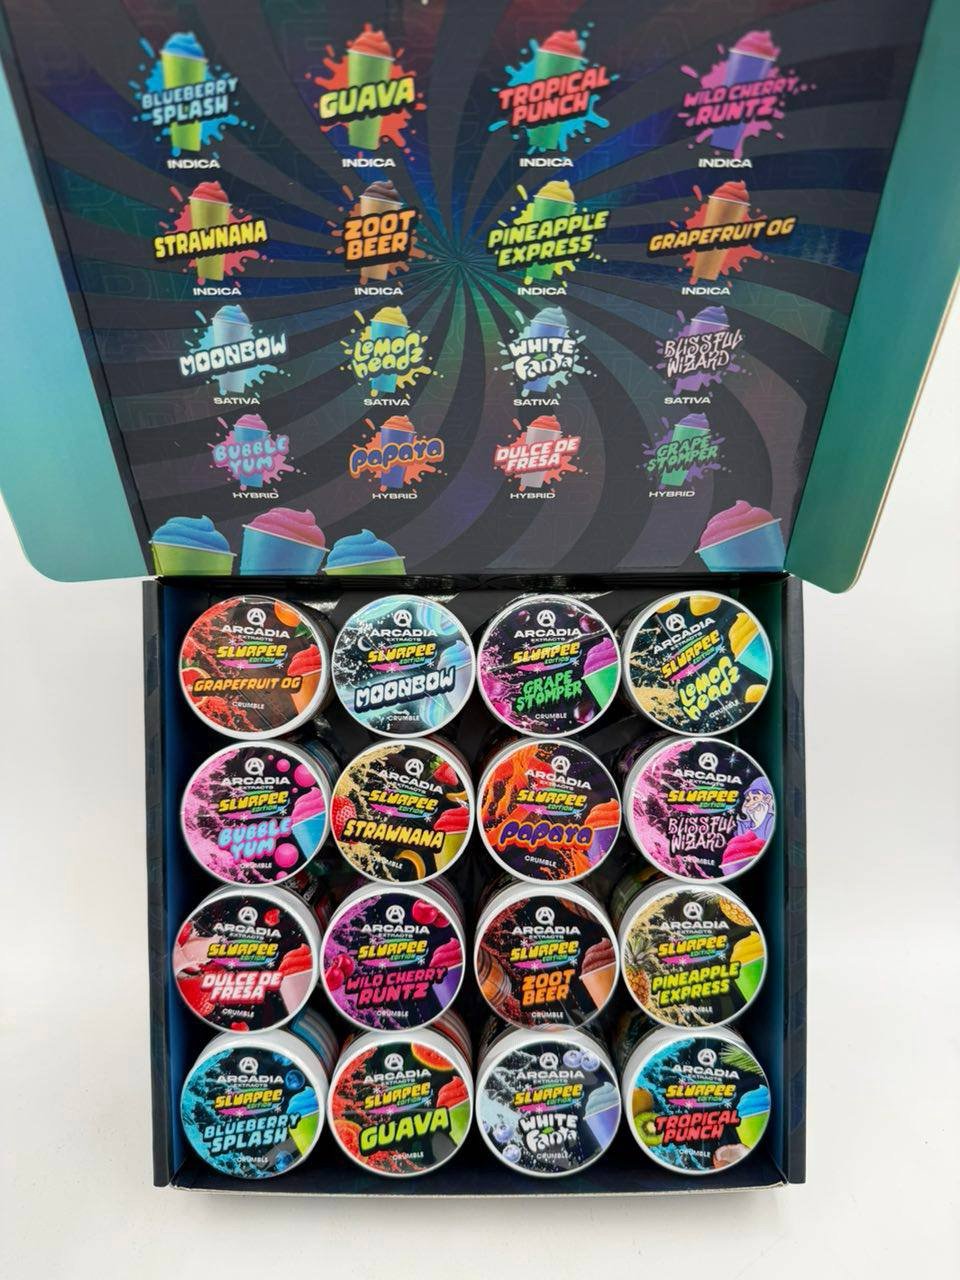 BLUEBERRY
SPLASH
INDICA
GUAVA
INDICA
TROPICAL
PUNCH
INDICA
WILD CHERRY
RUNTZ
INDICA
STRAWNANA
INDICA
ZOOT
BEER
INDICA
PINEAPPLE
EXPRESS
INDICA
GRAPEFRUIT OG
INDICA
MOONBOW
SATIVA
Lemon
headz
SATIVA
WHITE
Fanta
SATIVA
BLISSFUL
WIZARD
SATIVA
BUBBLE
YUM
HYBRID
PaPaYa
HYBRID
DULCE DE
FRESA
HYBRID
GRAPE
STOMPER
HYBRID
ARCADIA
EXTRACTS
SLURPEE
EDITION
GRAPEFRUIT OG
CRUMBLE
ARCADIA
EXTRACTS
SLURPEE
EDITION
MOONBOW
CRUMBLE
ARCADIA
EXTRACTS
SLURPEE
EDITION
GRAPE
STOMPER
CRUMBLE
ARCADIA
EXTRACTS
SLURPEE
EDITION
Lemon
headz
CRUMBLE
ARCADIA
EXTRACTS
SLURPEE
EDITION
BUBBLE
YUM
CRUMBLE
ARCADIA
EXTRACTS
SLURPEE
EDITION
STRAWNANA
CRUMBLE
ARCADIA
EXTRACTS
SLURPEE
EDITION
PaPaYa
CRUMBLE
ARCADIA
EXTRACTS
SLURPEE
EDITION
BLISSFUL
WIZARD
CRUMBLE
ARCADIA
EXTRACTS
SLURPEE
EDITION
DULCE DE
FRESA
CRUMBLE
ARCADIA
EXTRACTS
SLURPEE
EDITION
WILD CHERRY
RUNTZ
CRUMBLE
ARCADIA
EXTRACTS
SLURPEE
EDITION
ZOOT
BEER
CRUMBLE
ARCADIA
EXTRACTS
SLURPEE
EDITION
PINEAPPLE
EXPRESS
CRUMBLE
ARCADIA
EXTRACTS
SLURPEE
EDITION
BLUEBERRY
SPLASH
CRUMBLE
ARCADIA
EXTRACTS
SLURPEE
EDITION
GUAVA
CRUMBLE
ARCADIA
EXTRACTS
SLURPEE
EDITION
WHITE
Fanta
CRUMBLE
ARCADIA
EXTRACTS
SLURPEE
EDITION
TROPICAL
PUNCH
CRUMBLE